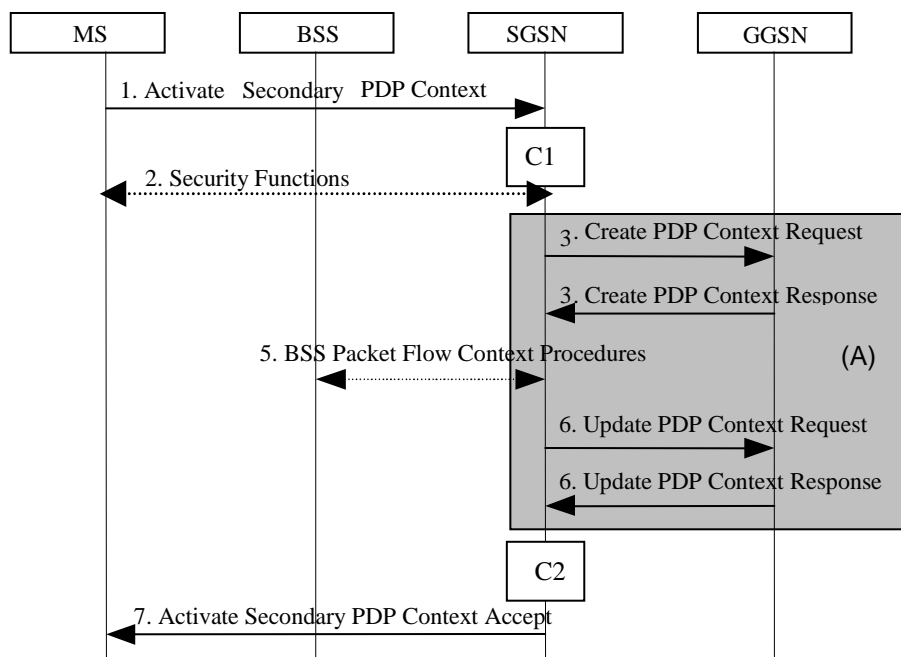 MS BSS SGSN GGSN
1. Activate Secondary PDP Context
C1
2. Security Functions
3. Create PDP Context Request
3. Create PDP Context Response
5. BSS Packet Flow Context Procedures
(A)
6. Update PDP Context Request
6. Update PDP Context Response
C2
7. Activate Secondary PDP Context Accept